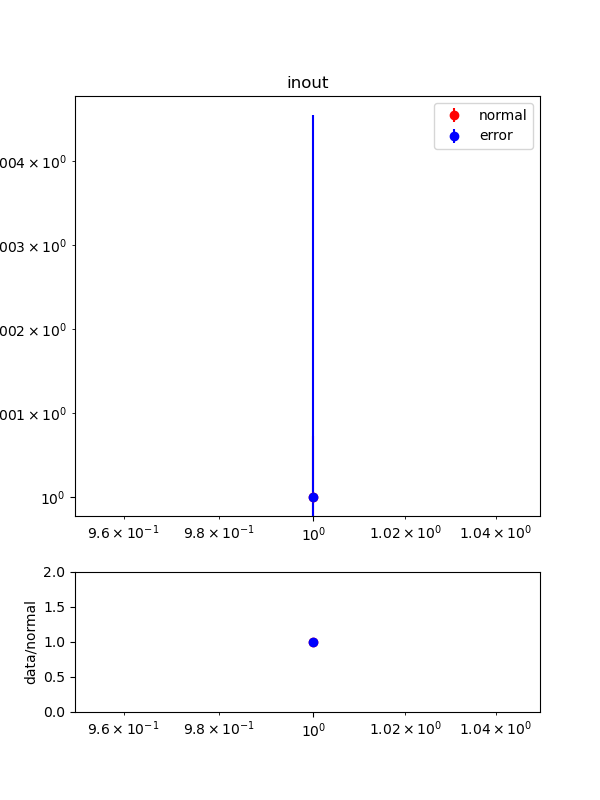 inout
normal
error
004 × 10⁰
003 × 10⁰
002 × 10⁰
001 × 10⁰
10⁰
9.6 × 10⁻¹ 9.8 × 10⁻¹ 10⁰ 1.02 × 10⁰ 1.04 × 10⁰
data/normal
2.0
1.5
1.0
0.5
0.0
9.6 × 10⁻¹ 9.8 × 10⁻¹ 10⁰ 1.02 × 10⁰ 1.04 × 10⁰